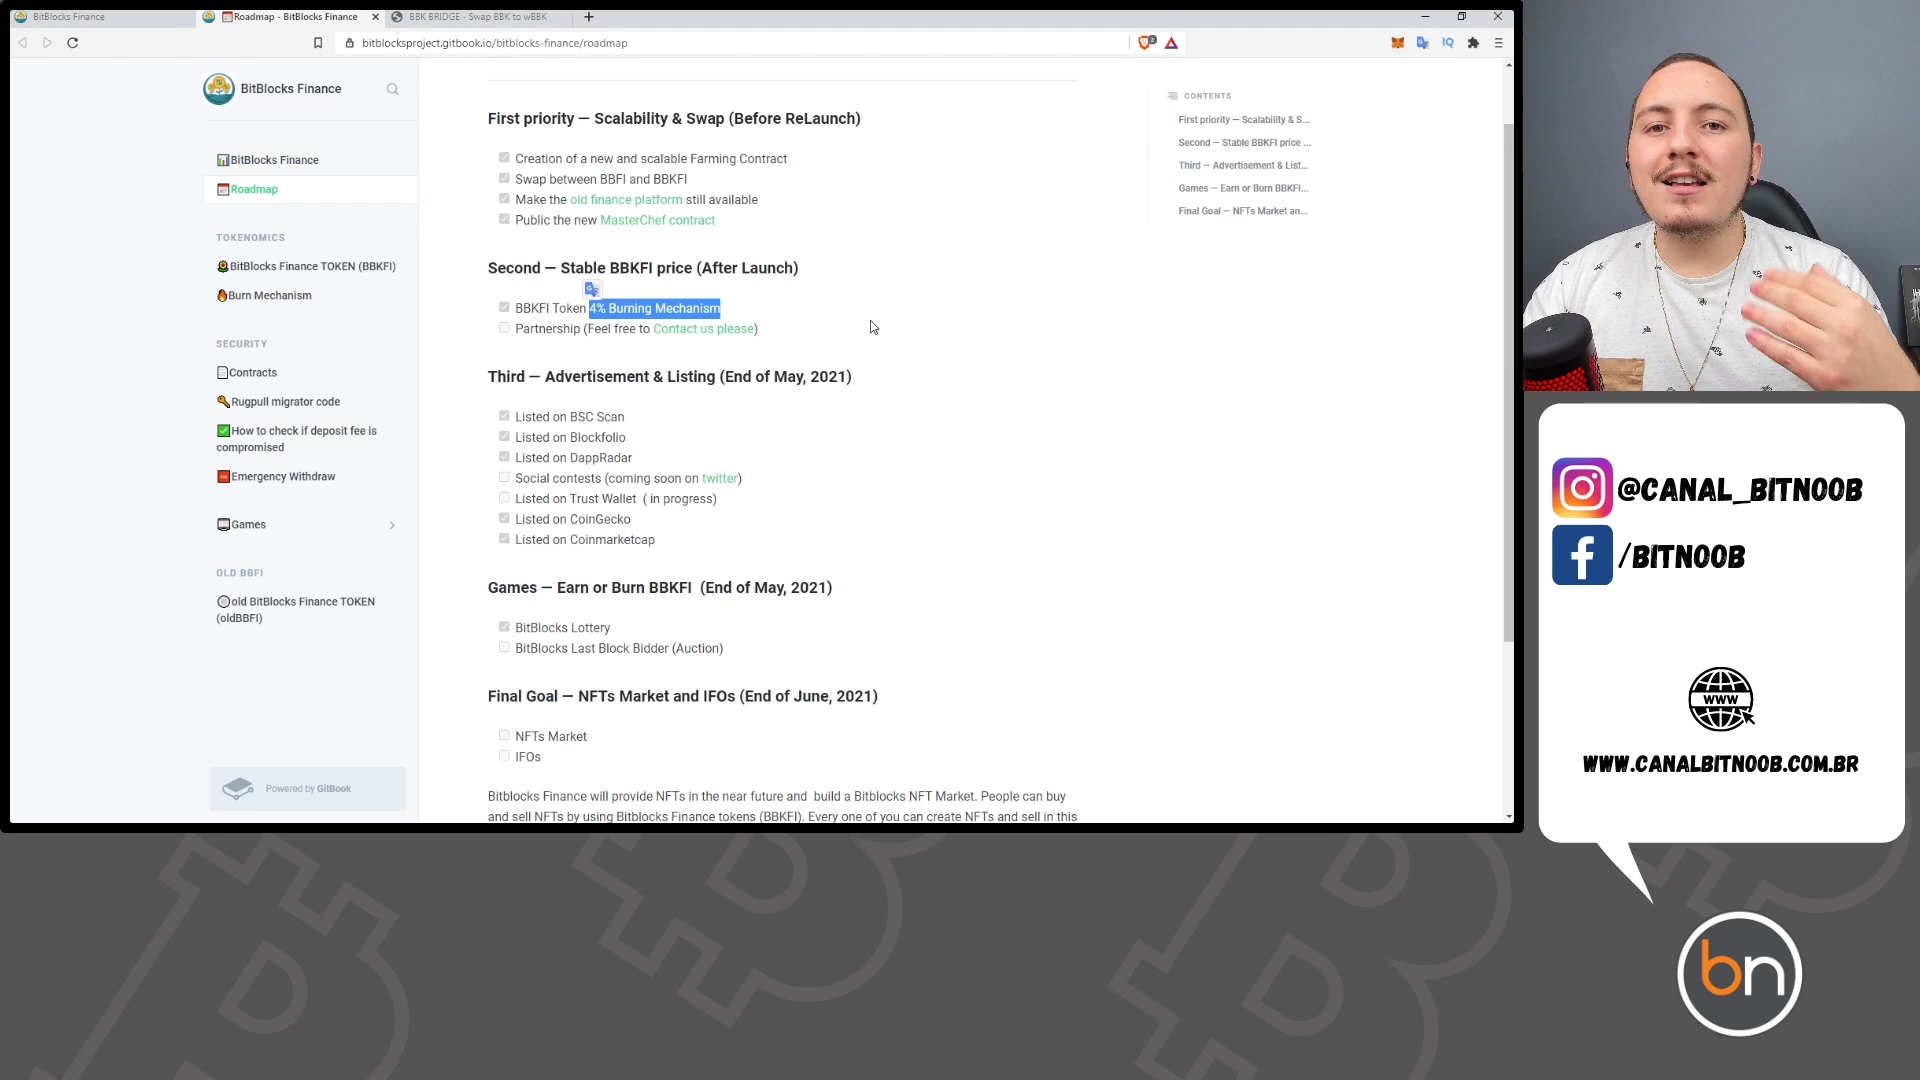 BitBlocks Finance
Roadmap - BitBlocks Finance
BBK BRIDGE - Swap BBK to wBBK
bitblocksproject.gitbook.io/bitblocks-finance/roadmap
2
IQ
BitBlocks Finance
BitBlocks Finance
Roadmap
TOKENOMICS
BitBlocks Finance TOKEN (BBKFI)
Burn Mechanism
SECURITY
Contracts
Rugpull migrator code
How to check if deposit fee is
compromised
Emergency Withdraw
Games
OLD BBFI
old BitBlocks Finance TOKEN
(oldBBFI)
Powered by GitBook
First priority — Scalability & Swap (Before ReLaunch)
Creation of a new and scalable Farming Contract
Swap between BBFI and BBKFI
Make the old finance platform still available
Public the new MasterChef contract
Second — Stable BBKFI price (After Launch)
BBKFI Token 4% Burning Mechanism
Partnership (Feel free to Contact us please)
Third — Advertisement & Listing (End of May, 2021)
Listed on BSC Scan
Listed on Blockfolio
Listed on DappRadar
Social contests (coming soon on twitter)
Listed on Trust Wallet ( in progress)
Listed on CoinGecko
Listed on Coinmarketcap
Games — Earn or Burn BBKFI (End of May, 2021)
BitBlocks Lottery
BitBlocks Last Block Bidder (Auction)
Final Goal — NFTs Market and IFOs (End of June, 2021)
NFTs Market
IFOs
Bitblocks Finance will provide NFTs in the near future and build a Bitblocks NFT Market. People can buy
and sell NFTs by using Bitblocks Finance tokens (BBKFI). Every one of you can create NFTs and sell in this
CONTENTS
First priority — Scalability & S...
Second — Stable BBKFI price ...
Third — Advertisement & List...
Games — Earn or Burn BBKFI...
Final Goal — NFTs Market an...
@CANAL_BITNOOB
/BITNOOB
WWW
WWW.CANALBITNOOB.COM.BR
bn